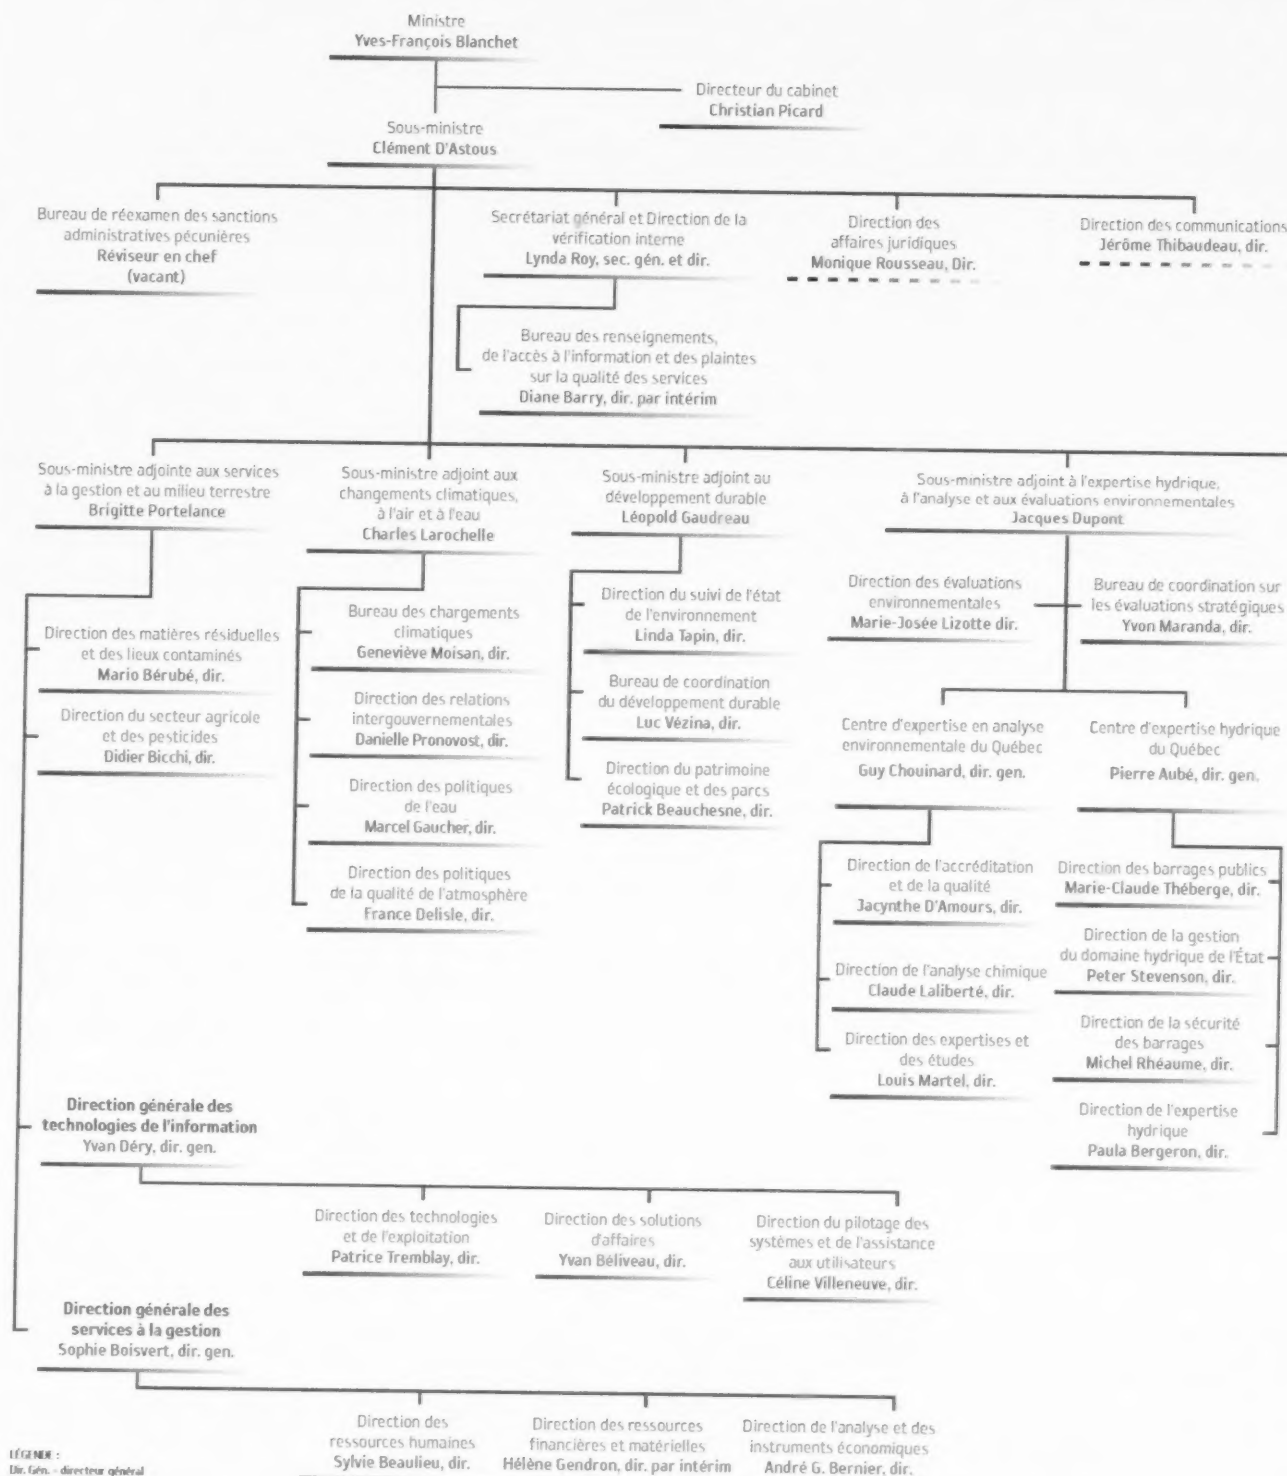 Ministre
Yves-François Blanchet
Directeur du cabinet
Christian Picard
Sous-ministre
Clément D'Astous
Bureau de réexamen des sanctions
administratives pécunières
Réviseur en chef
(vacant)
Secrétariat général et Direction de la
vérification interne
Lynda Roy, sec. gén. et dir.
Direction des
affaires juridiques
Monique Rousseau, Dir.
Direction des communications
Jérôme Thibaudeau, dir.
Bureau des renseignements,
de l'accès à l'information et des plaintes
sur la qualité des services
Diane Barry, dir. par intérim
Sous-ministre adjointe aux services
à la gestion et au milieu terrestre
Brigitte Portelance
Sous-ministre adjoint aux
changements climatiques,
à l'air et à l'eau
Charles Larochelle
Sous-ministre adjoint au
développement durable
Léopold Gaudreau
Sous-ministre adjoint à l'expertise hydrique,
à l'analyse et aux évaluations environnementales
Jacques Dupont
Direction des matières résiduelles
et des lieux contaminés
Mario Bérubé, dir.
Direction du secteur agricole
et des pesticides
Didier Bicchi, dir.
Bureau des chargements
climatiques
Geneviève Moisan, dir.
Direction des relations
intergouvernementales
Danielle Pronovost, dir.
Direction des politiques
de l'eau
Marcel Gaucher, dir.
Direction des politiques
de la qualité de l'atmosphère
France Delisle, dir.
Direction du suivi de l'état
de l'environnement
Linda Tapin, dir.
Bureau de coordination
du développement durable
Luc Vézina, dir.
Direction du patrimoine
écologique et des parcs
Patrick Beauchesne, dir.
Direction des évaluations
environnementales
Marie-Josée Lizotte dir.
Bureau de coordination sur
les évaluations stratégiques
Yvon Maranda, dir.
Centre d'expertise en analyse
environnementale du Québec
Guy Chouinard, dir. gen.
Centre d'expertise hydrique
du Québec
Pierre Aubé, dir. gen.
Direction de l'accréditation
et de la qualité
Jacynthe D'Amours, dir.
Direction de l'analyse chimique
Claude Laliberté, dir.
Direction des expertises et
des études
Louis Martel, dir.
Direction des barrages publics
Marie-Claude Théberge, dir.
Direction de la gestion
du domaine hydrique de l'État
Peter Stevenson, dir.
Direction de la sécurité
des barrages
Michel Rhéaume, dir.
Direction de l'expertise
hydrique
Paula Bergeron, dir.
Direction générale des
technologies de l'information
Yvan Déry, dir. gen.
Direction des technologies
et de l'exploitation
Patrice Tremblay, dir.
Direction des solutions
d'affaires
Yvan Béliveau, dir.
Direction du pilotage des
systèmes et de l'assistance
aux utilisateurs
Céline Villeneuve, dir.
Direction générale des
services à la gestion
Sophie Boisvert, dir. gen.
Direction des
ressources humaines
Sylvie Beaulieu, dir.
Direction des ressources
financières et matérielles
Hélène Gendron, dir. par intérim
Direction de l'analyse et des
instruments économiques
André G. Bernier, dir.
LÉGENDE :
Dir. Gén. - directeur général